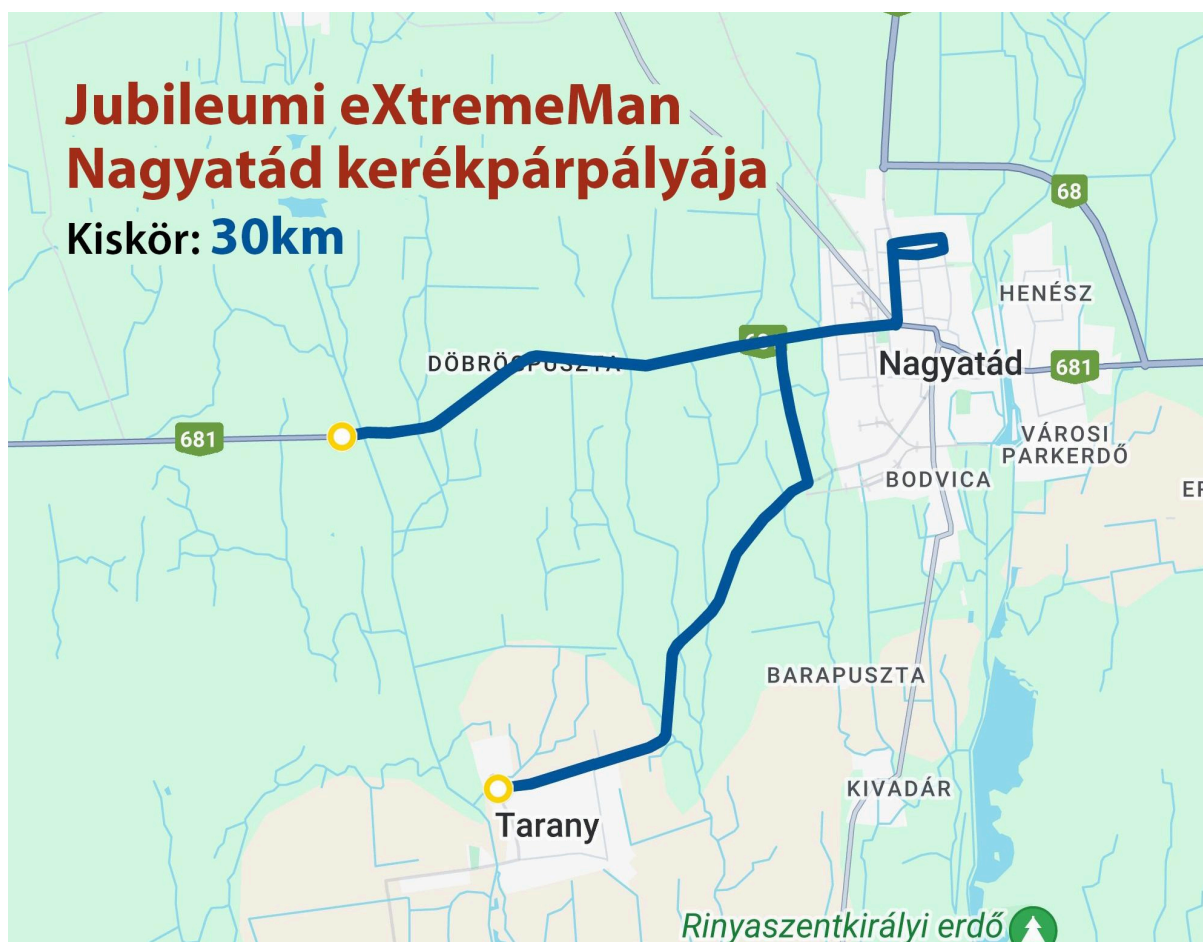 Jubileumi eXtremeMan
Nagyatád kerékpárpályája
Kiskör: 30km
68
HENÉSZ
Nagyatád
681
681
VÁROSI
PARKERDŐ
BODVICA
BARAPUSZTA
KIVADÁR
Tarany
Rinyaszentkirályi erdő